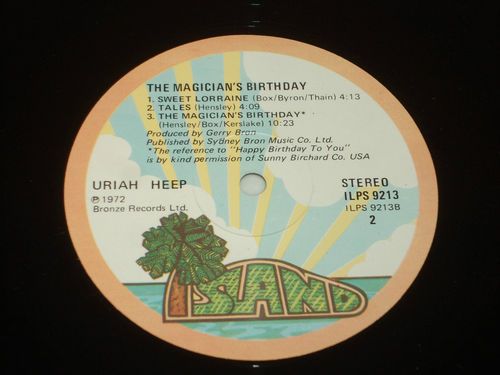 THE MAGICIAN'S BIRTHDAY
1. SWEET LORRAINE (Box/Byron/Thain) 4:13
2. TALES (Hensley) 4:09
3. THE MAGICIAN'S BIRTHDAY*
(Hensley/Box/Kerslake) 10:23
Produced by Gerry Bron
Published by Sydney Bron Music Co. Ltd.
*The reference to "Happy Birthday To You"
is by kind permission of Sunny Birchard Co. USA
URIAH HEEP
℗ 1972
Bronze Records Ltd.
STEREO
ILPS 9213
ILPS 9213B
2
ISLAND